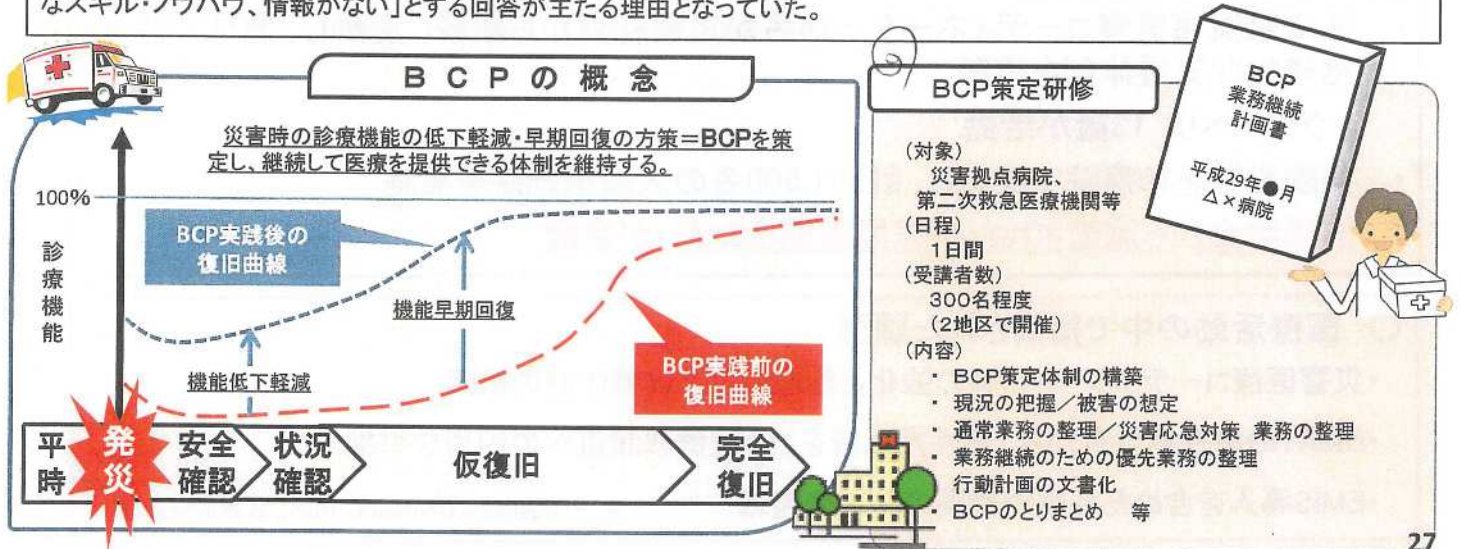 なスキル・ノウハウ、情報がない」とする回答が主たる理由となっていた。
BCPの概念
災害時の診療機能の低下軽減・早期回復の方策＝BCPを策
定し、継続して医療を提供できる体制を維持する。
100%
診療機能
BCP実践後の
復旧曲線
機能早期回復
機能低下軽減
BCP実践前の
復旧曲線
平時
発災
安全
確認
状況
確認
仮復旧
完全
復旧
BCP策定研修
（対象）
災害拠点病院、
第二次救急医療機関等
（日程）
1日間
（受講者数）
300名程度
（2地区で開催）
（内容）
・ BCP策定体制の構築
・ 現況の把握／被害の想定
・ 通常業務の整理／災害応急対策 業務の整理
・ 業務継続のための優先業務の整理
・ 行動計画の文書化
・ BCPのとりまとめ 等
BCP
業務継続
計画書
平成29年●月
△×病院
27